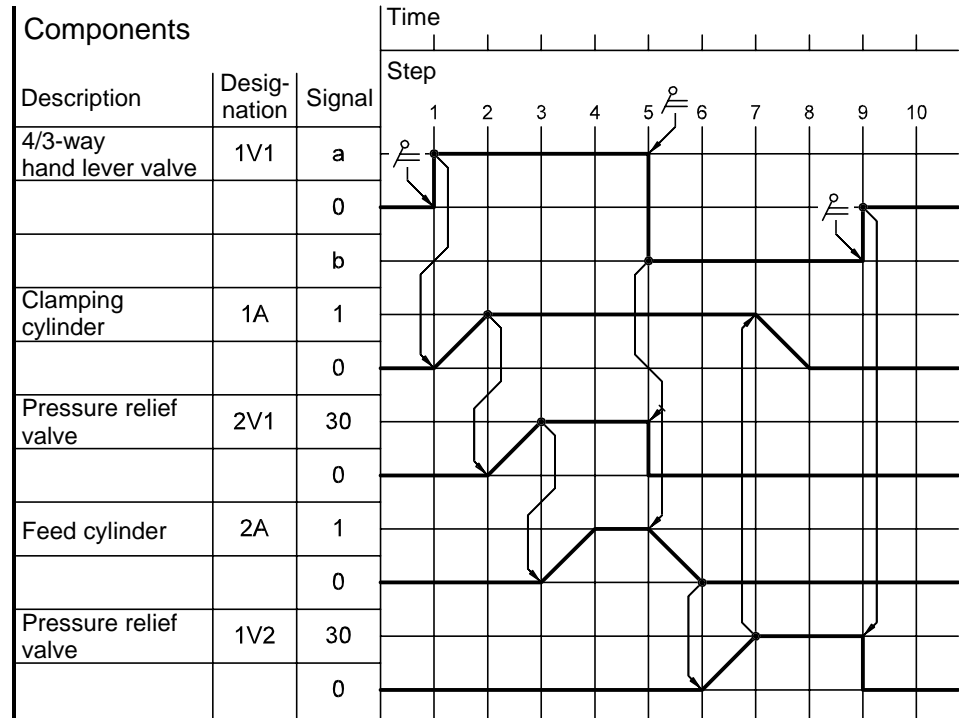 Components
Time
Step
Description
Desig-
nation
Signal
1 2 3 4 5 6 7 8 9 10
4/3-way
hand lever valve
1V1
a
0
b
Clamping
cylinder
1A
1
0
Pressure relief
valve
2V1
30
0
Feed cylinder
2A
1
0
Pressure relief
valve
1V2
30
0